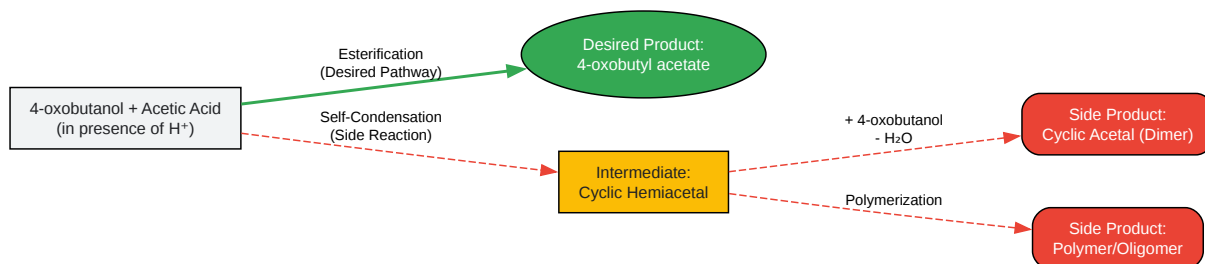 4-oxobutanol + Acetic Acid
(in presence of H⁺)
Esterification
(Desired Pathway)
Desired Product:
4-oxobutyl acetate
Self-Condensation
(Side Reaction)
Intermediate:
Cyclic Hemiacetal
+ 4-oxobutanol
- H₂O
Side Product:
Cyclic Acetal (Dimer)
Polymerization
Side Product:
Polymer/Oligomer